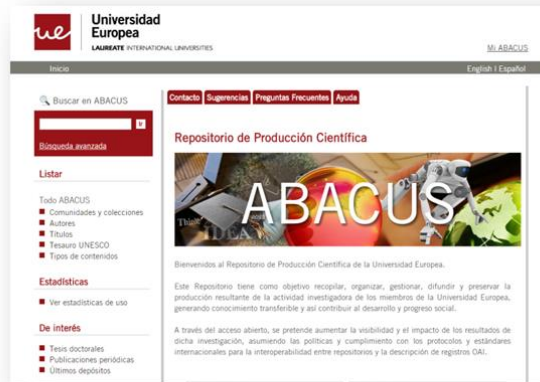 ue
Universidad
Europea
LAUREATE INTERNATIONAL UNIVERSITIES
Mi ABACUS
Inicio
English | Español
Buscar en ABACUS
Búsqueda avanzada
Listar
Todo ABACUS
Comunidades y colecciones
Autores
Títulos
Tesauro UNESCO
Tipos de contenidos
Estadísticas
Ver estadísticas de uso
De interés
Tesis doctorales
Publicaciones periódicas
Últimos depósitos
Contacto Sugerencias Preguntas Frecuentes Ayuda
Repositorio de Producción Científica
ABACUS
IDEA
Bienvenidos al Repositorio de Producción Científica de la Universidad Europea.
Este Repositorio tiene como objetivo recopilar, organizar, gestionar, difundir y preservar la
producción resultante de la actividad investigadora de los miembros de la Universidad Europea,
generando conocimiento transferible y así contribuir al desarrollo y progreso social.
A través del acceso abierto, se pretende aumentar la visibilidad y el impacto de los resultados de
dicha investigación, asumiendo las políticas y cumpliendo con los protocolos y estándares
internacionales para la interoperabilidad entre repositorios y la descripción de registros OAI.